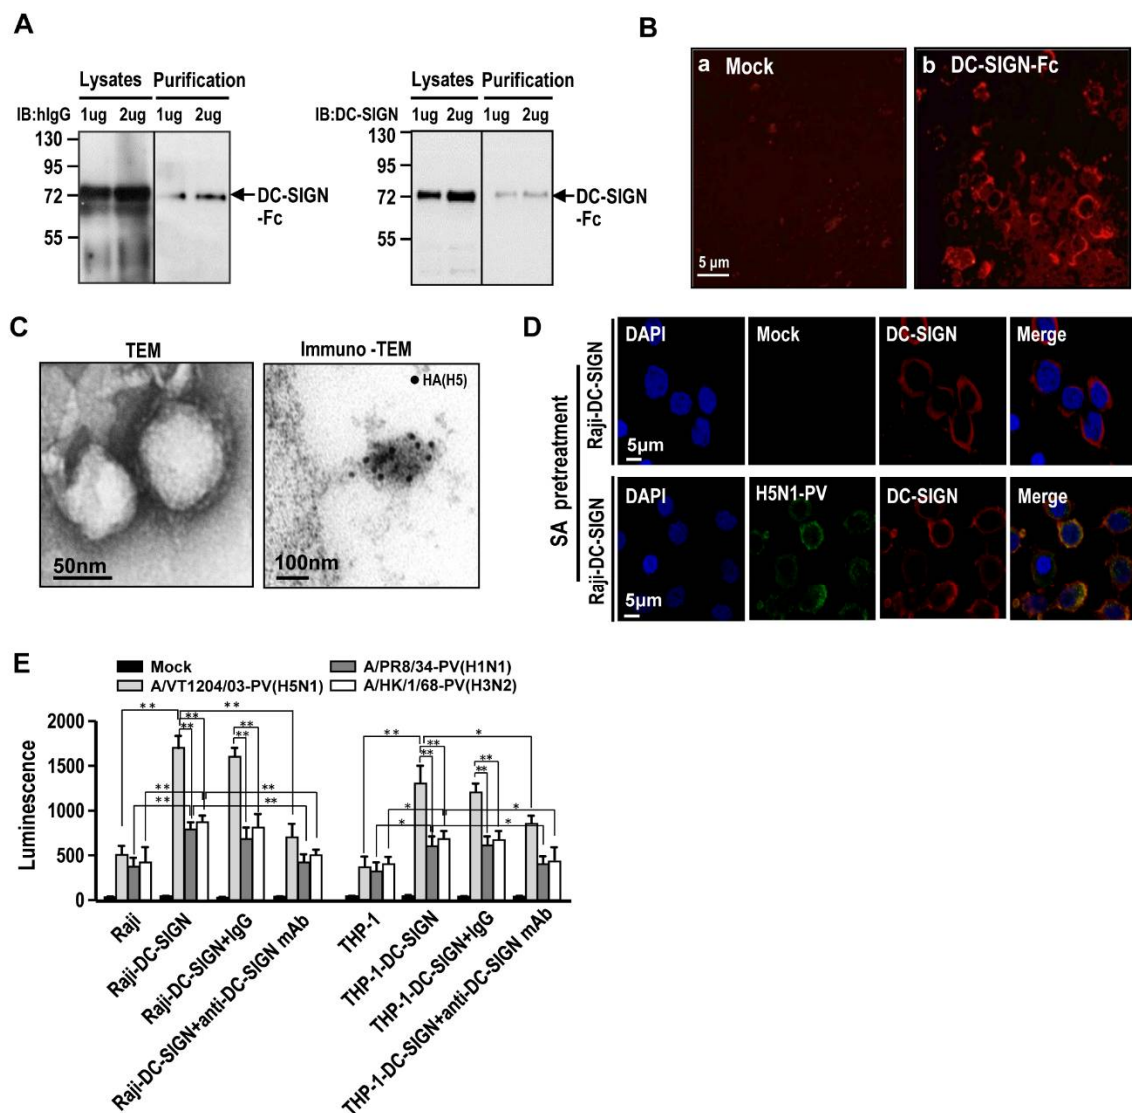 A
Lysates Purification
IB:hIgG 1ug 2ug 1ug 2ug
130
95
72
55
DC-SIGN
-Fc
Lysates Purification
IB:DC-SIGN 1ug 2ug 1ug 2ug
130
95
72
55
DC-SIGN
-Fc
B
a Mock
5 µm
b DC-SIGN-Fc
C
TEM
50nm
Immuno -TEM
HA(H5)
100nm
D
SA pretreatment
Raji-DC-SIGN
DAPI Mock DC-SIGN Merge
5µm
Raji-DC-SIGN
DAPI H5N1-PV DC-SIGN Merge
5µm
E
Mock A/PR8/34-PV(H1N1)
A/VT1204/03-PV(H5N1) A/HK/1/68-PV(H3N2)
Luminescence
2000
1500
1000
500
0
** ** ** ** ** **
** ** ** **
** ** * ** ** **
* * * *
Raji
Raji-DC-SIGN
Raji-DC-SIGN+IgG
Raji-DC-SIGN+anti-DC-SIGN mAb
THP-1
THP-1-DC-SIGN
THP-1-DC-SIGN+IgG
THP-1-DC-SIGN+anti-DC-SIGN mAb